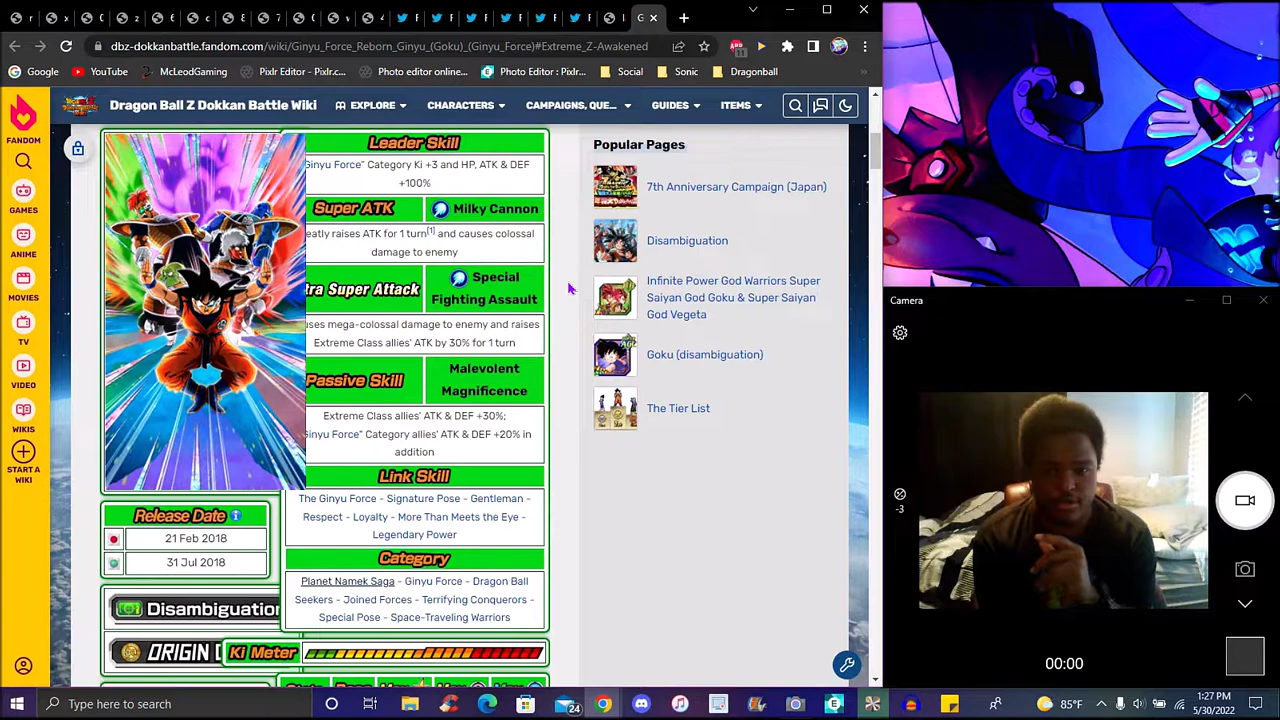 G
dbz-dokkanbattle.fandom.com/wiki/Ginyu_Force_Reborn_Ginyu_(Goku)_(Ginyu_Force)#Extreme_Z-Awakened
11
Google
YouTube
McLeodGaming
Pixlr Editor - Pixlr.c...
Photo editor online...
Photo Editor : Pixlr...
Social
Sonic
Dragonball
FANDOM
GAMES
ANIME
MOVIES
TV
VIDEO
WIKIS
START A
WIKI
Dragon Ball Z Dokkan Battle Wiki
EXPLORE
CHARACTERS
CAMPAIGNS, QUE...
GUIDES
ITEMS
Leader Skill
Ginyu Force" Category Ki +3 and HP, ATK & DEF
+100%
Super ATK
Milky Cannon
eatly raises ATK for 1 turn[1] and causes colossal
damage to enemy
tra Super Attack
Special
Fighting Assault
uses mega-colossal damage to enemy and raises
Extreme Class allies' ATK by 30% for 1 turn
Passive Skill
Malevolent
Magnificence
Extreme Class allies' ATK & DEF +30%;
Ginyu Force" Category allies' ATK & DEF +20% in
addition
Link Skill
The Ginyu Force - Signature Pose - Gentleman -
Respect - Loyalty - More Than Meets the Eye -
Legendary Power
Category
Planet Namek Saga - Ginyu Force - Dragon Ball
Seekers - Joined Forces - Terrifying Conquerors -
Special Pose - Space-Traveling Warriors
Release Date
21 Feb 2018
31 Jul 2018
Disambiguation
ORIGIN
Ki Meter
Popular Pages
7th Anniversary Campaign (Japan)
Disambiguation
Infinite Power God Warriors Super
Saiyan God Goku & Super Saiyan
God Vegeta
Goku (disambiguation)
The Tier List
Camera
-3
00:00
Type here to search
24
85°F
1:27 PM
5/30/2022